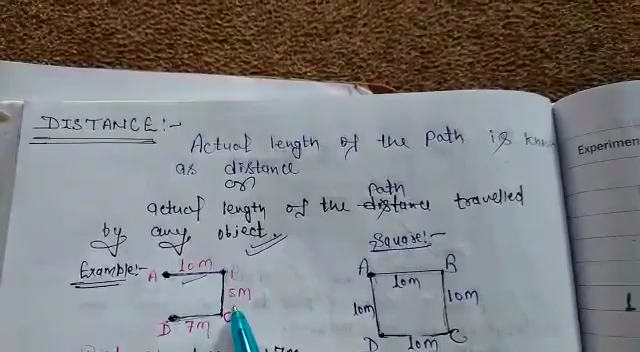 DISTANCE:-
Actual length of the path is
as distance
or
path
actual length of the distance travelled
by any object.
Square:-
Example:-
A 10m
5m
D 7m
A B
10m
10m 10m
D 10m C
Experimen